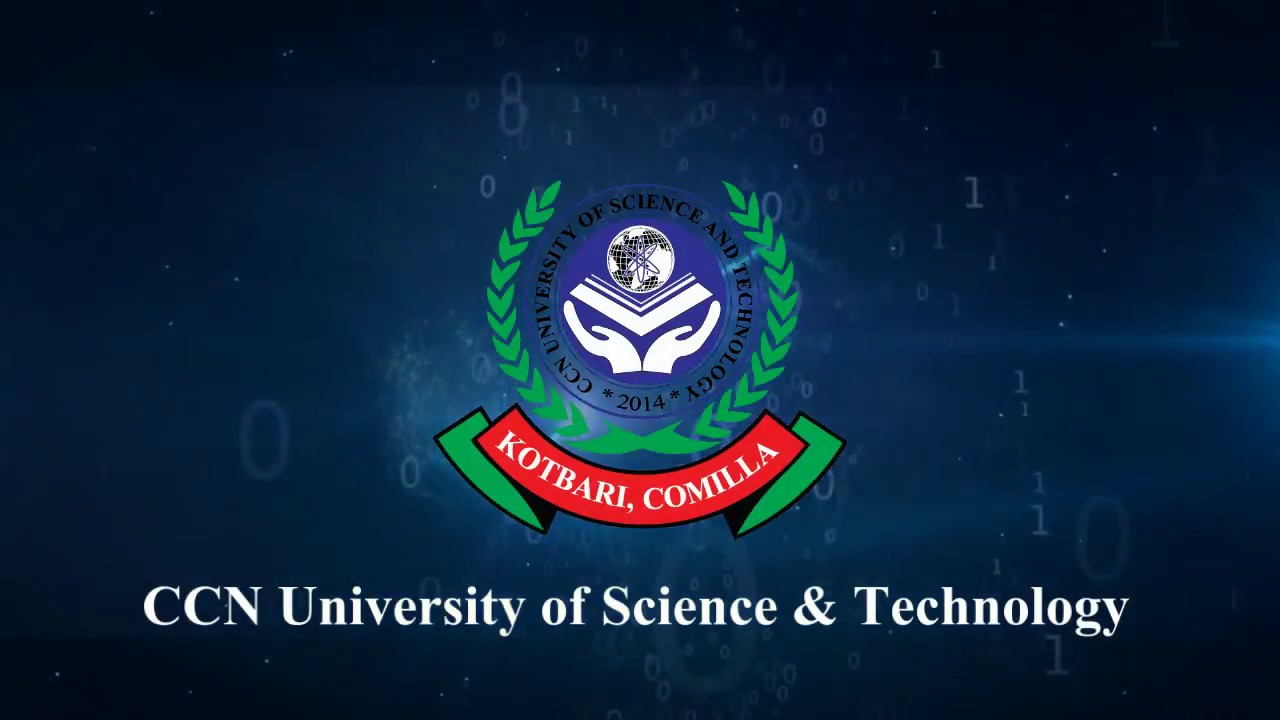 CCN UNIVERSITY OF SCIENCE AND TECHNOLOGY
* 2014 *
KOTBARI, COMILLA
CCN University of Science & Technology